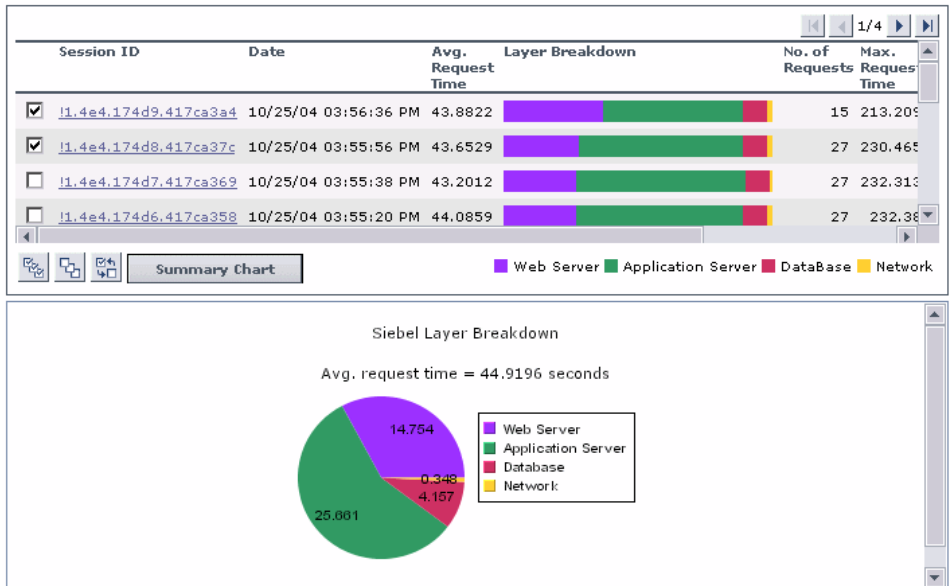 1/4
Session ID Date Avg. Request Time Layer Breakdown No. of Requests Max. Request Time
!1.4e4.174d9.417ca3a4 10/25/04 03:56:36 PM 43.8822 15 213.209
!1.4e4.174d8.417ca37c 10/25/04 03:55:56 PM 43.6529 27 230.465
!1.4e4.174d7.417ca369 10/25/04 03:55:38 PM 43.2012 27 232.313
!1.4e4.174d6.417ca358 10/25/04 03:55:20 PM 44.0859 27 232.38
Summary Chart Web Server Application Server DataBase Network
Siebel Layer Breakdown
Avg. request time = 44.9196 seconds
14.754
0.348
4.157
25.661
Web Server
Application Server
Database
Network